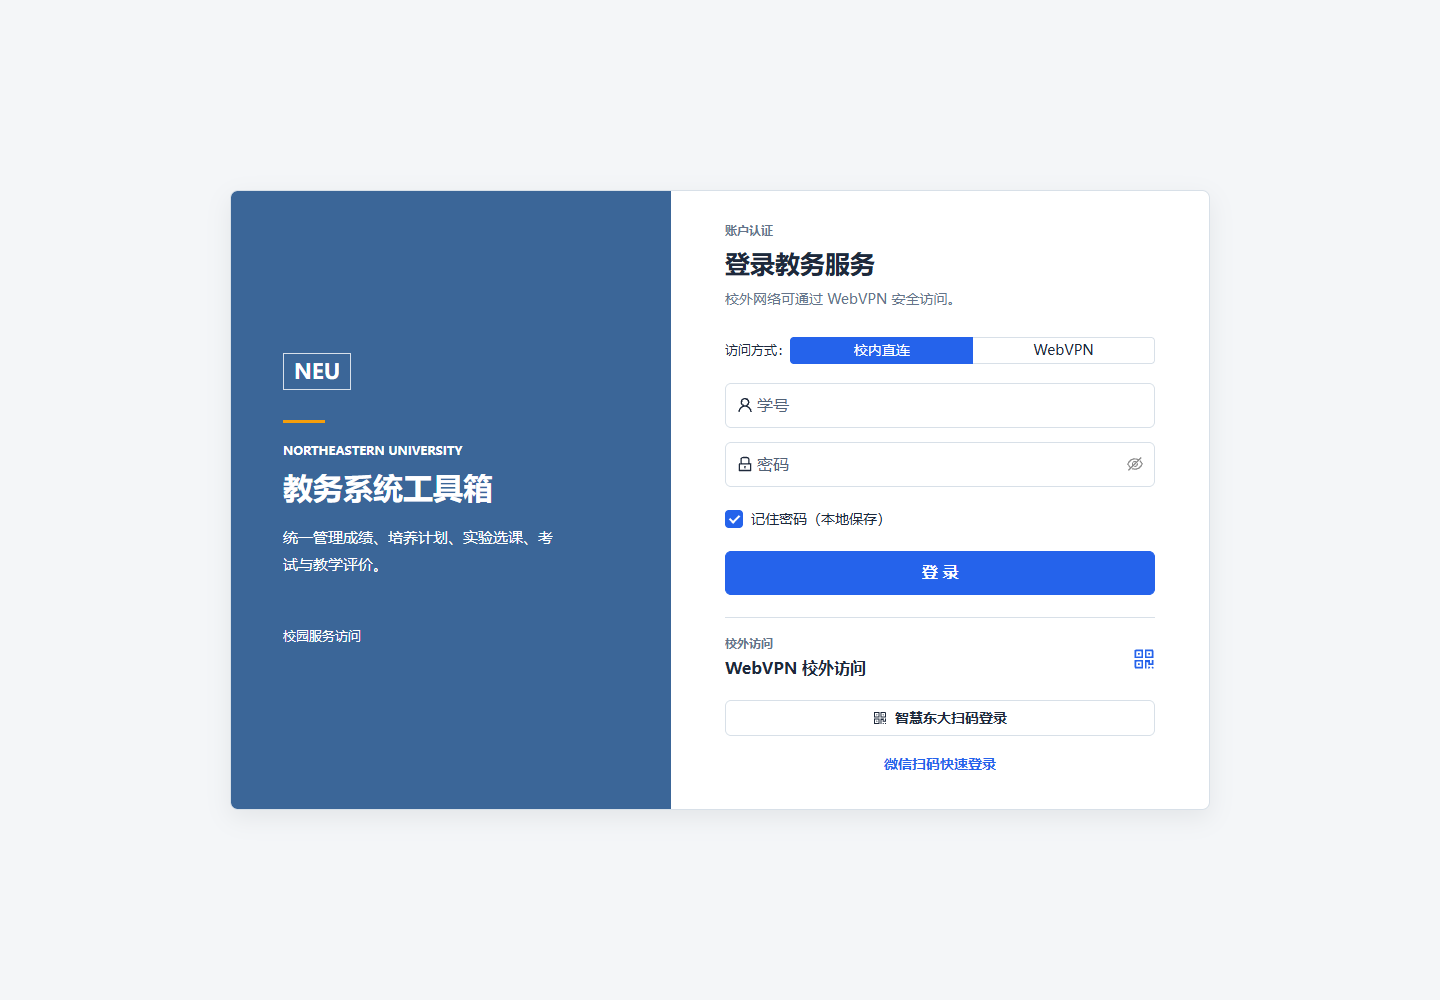 NEU
NORTHEASTERN UNIVERSITY
教务系统工具箱
统一管理成绩、培养计划、实验选课、考
试与教学评价。
校园服务访问
账户认证
登录教务服务
校外网络可通过 WebVPN 安全访问。
访问方式： 校内直连 WebVPN
学号
密码
记住密码（本地保存）
登 录
校外访问
WebVPN 校外访问
智慧东大扫码登录
微信扫码快速登录